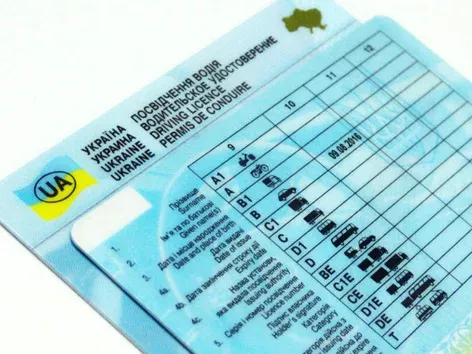 УКРАЇНА ПОСВІДЧЕННЯ ВОДІЯ
УКРАИНА ВОДИТЕЛЬСКОЕ УДОСТОВЕРЕНИЕ
UKRAINE DRIVING LICENCE
UKRAINE PERMIS DE CONDUIRE
UA
9 10 11 12
A1
A 09.08.2016
B1
B
C1
C
D1
D
BE
C1E
CE
D1E
DE
T
1. Прізвище
Surname
2. Ім'я та по батькові
Given name(s)
3. Дата і місце народження
Date and place of birth
4a. Дата видачі
Date of issue
4b. Дата закінчення строку дії
Expiry date
4c. Назва установи,
яка видала посвідчення
Issuing authority
5. Серія і номер посвідчення
Licence number
Підпис власника
Holder's signature
Категорія
Category
Категорія дійсна з
Issuing date